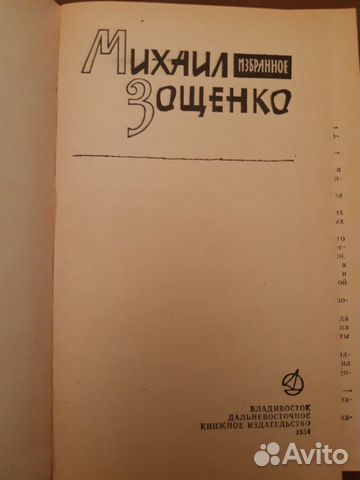 МИХАИЛ
ИЗБРАННОЕ
ЗОЩЕНКО
ВЛАДИВОСТОК
ДАЛЬНЕВОСТОЧНОЕ
КНИЖНОЕ ИЗДАТЕЛЬСТВО
Avito